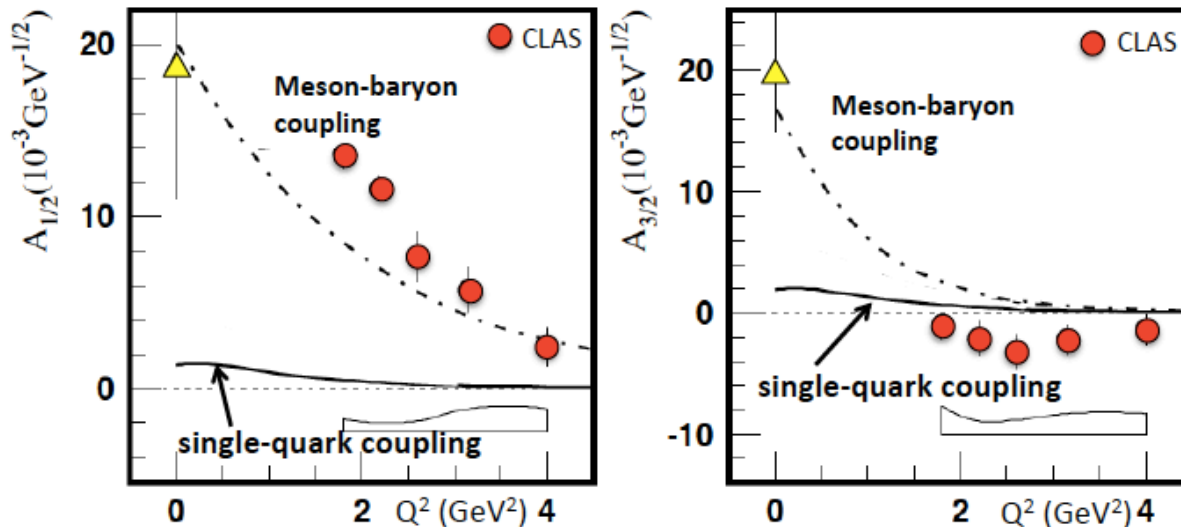 20
10
0
A1/2(10-3GeV-1/2)
CLAS
Meson-baryon
coupling
single-quark coupling
0
2
Q2 (GeV2)
4
20
10
0
-10
A3/2(10-3GeV-1/2)
CLAS
Meson-baryon
coupling
single-quark coupling
0
2
Q2 (GeV2)
4